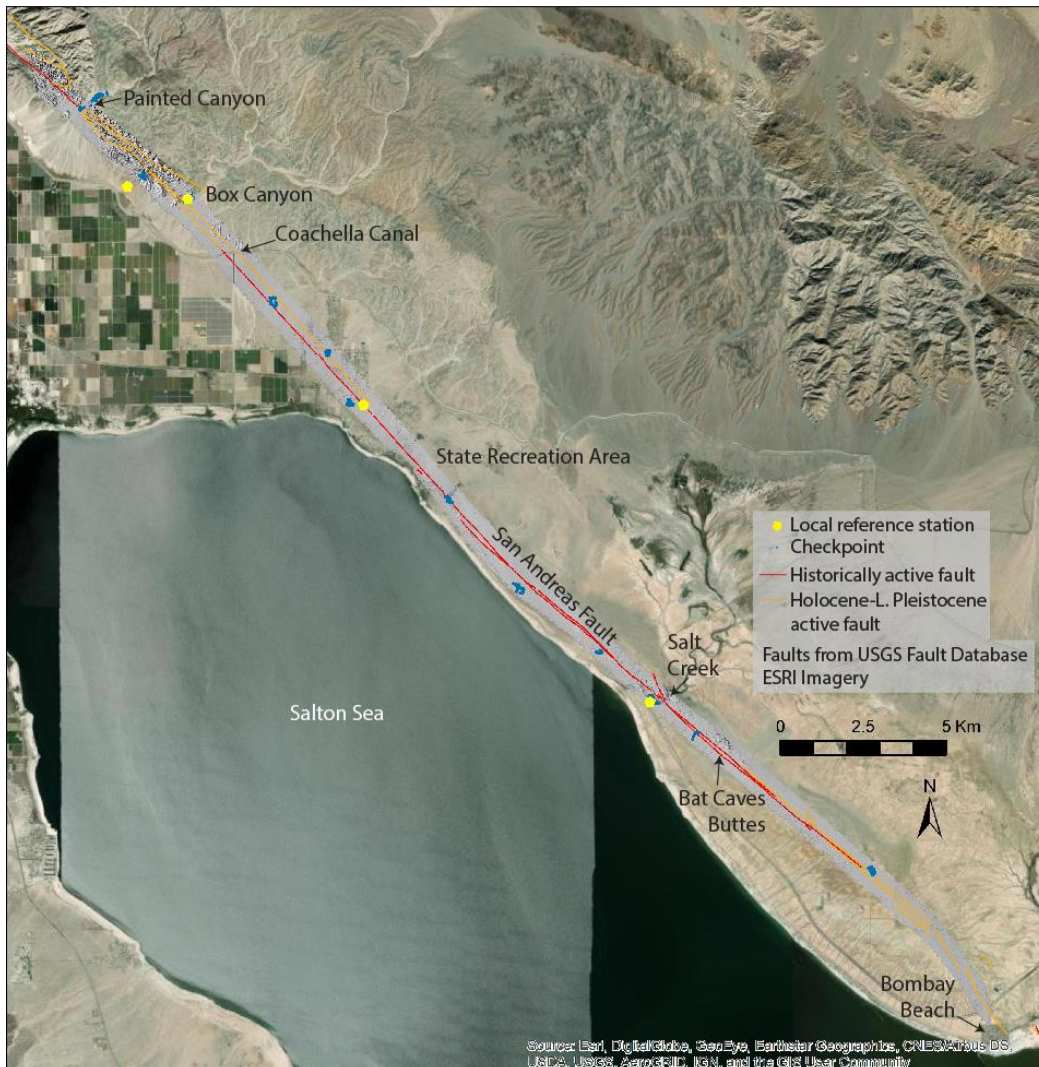 Painted Canyon
Box Canyon
Coachella Canal
State Recreation Area
San Andreas Fault
Local reference station
Checkpoint
Historically active fault
Holocene-L. Pleistocene
active fault
Faults from USGS Fault Database
ESRI Imagery
Salt
Creek
Salton Sea
0 2.5 5 Km
N
Bat Caves
Buttes
Bombay
Beach
Source: Esri, DigitalGlobe, GeoEye, Earthstar Geographics, CNES/Airbus DS,
USDA, USGS, AeroGRID, IGN, and the GIS User Community